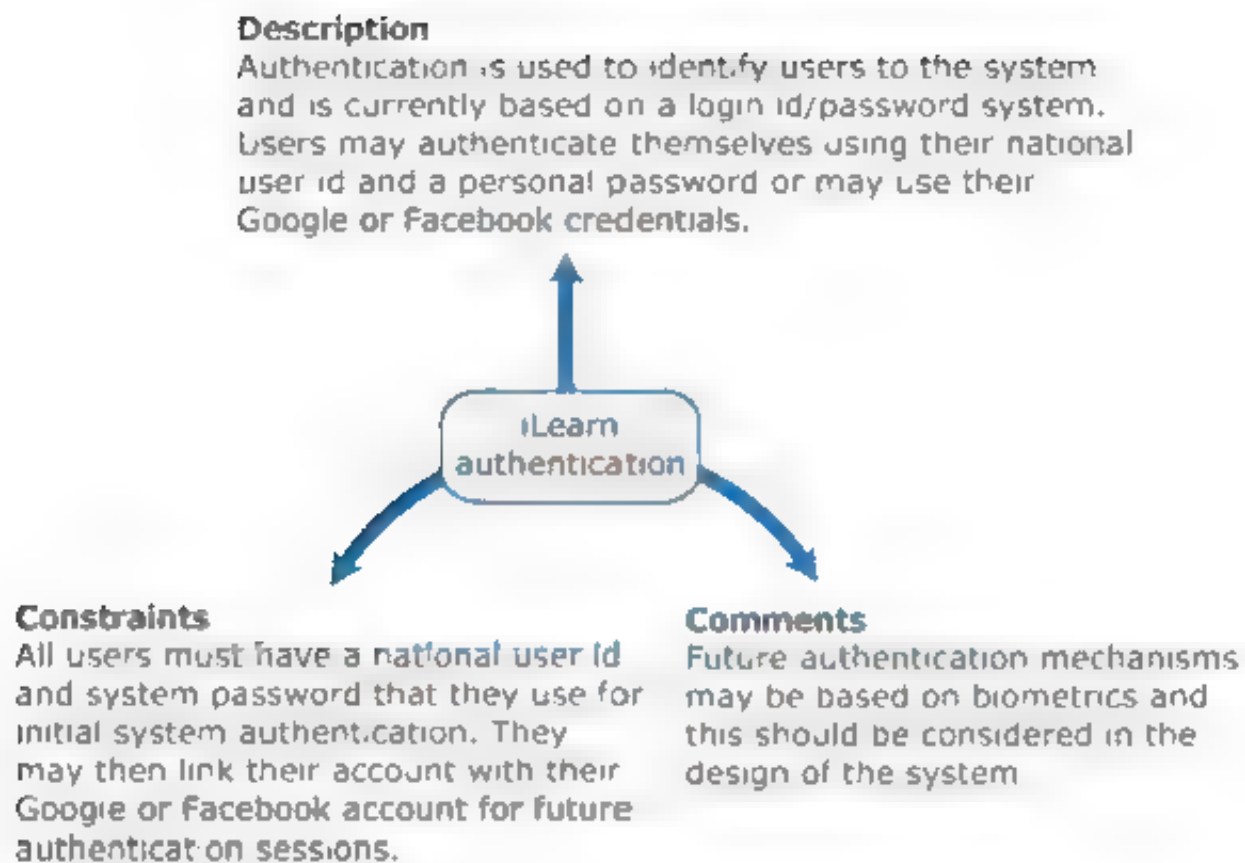 Description
Authentication is used to identify users to the system
and is currently based on a login id/password system.
Users may authenticate themselves using their national
user id and a personal password or may use their
Google or Facebook credentials.
iLearn
authentication
Constraints
All users must have a national user id
and system password that they use for
initial system authentication. They
may then link their account with their
Google or Facebook account for future
authentication sessions.
Comments
Future authentication mechanisms
may be based on biometrics and
this should be considered in the
design of the system